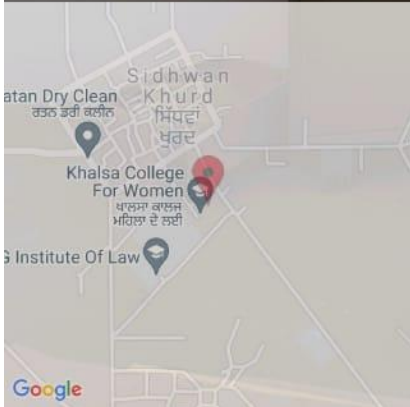 Sidhwan
Khurd
ਸਿੱਧਵਾਂ
ਖੁਰਦ
atan Dry Clean
ਰਤਨ ਡਰੀ ਕਲੀਨ
Khalsa College
For Women
ਖਾਲਸਾ ਕਾਲਜ
ਮਹਿਲਾ ਦੇ ਲਈ
G Institute Of Law
Google